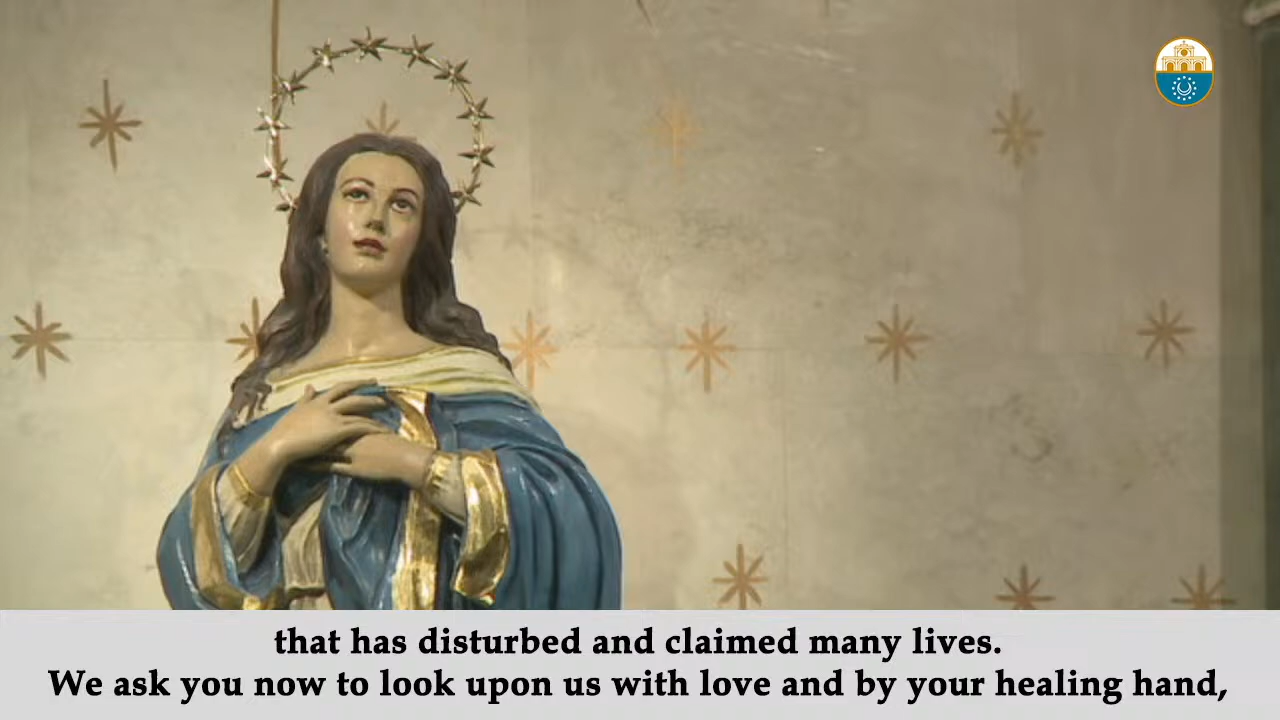 that has disturbed and claimed many lives.
We ask you now to look upon us with love and by your healing hand,